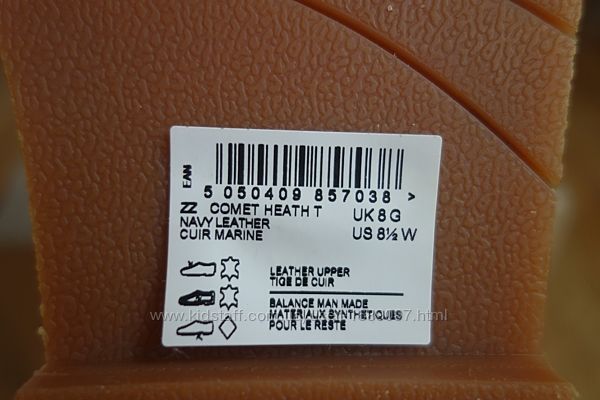 EAN
5 050409 857038 >
ZZ COMET HEATH T UK 8 G
NAVY LEATHER US 8½ W
CUIR MARINE
LEATHER UPPER
TIGE DE CUIR
BALANCE MAN MADE
MATERIAUX SYNTHETIQUES
POUR LE RESTE